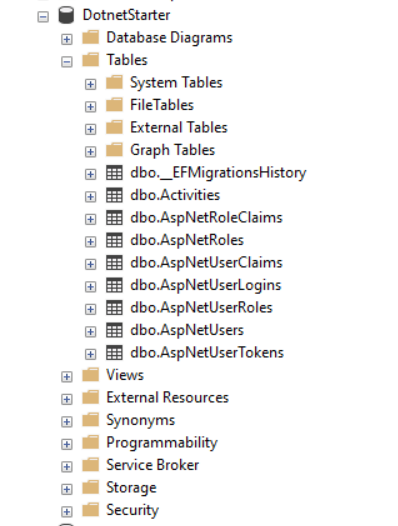 DotnetStarter
Database Diagrams
Tables
System Tables
FileTables
External Tables
Graph Tables
dbo.__EFMigrationsHistory
dbo.Activities
dbo.AspNetRoleClaims
dbo.AspNetRoles
dbo.AspNetUserClaims
dbo.AspNetUserLogins
dbo.AspNetUserRoles
dbo.AspNetUsers
dbo.AspNetUserTokens
Views
External Resources
Synonyms
Programmability
Service Broker
Storage
Security